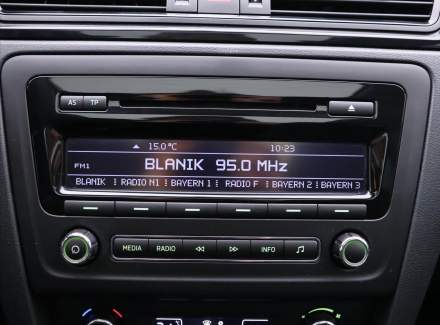 AS TP
15.0°C 10:23
FM1 BLANIK 95.0 MHz
BLANIK RADIO N1 BAYERN 1 RADIO F BAYERN 2 BAYERN 3
MEDIA RADIO INFO